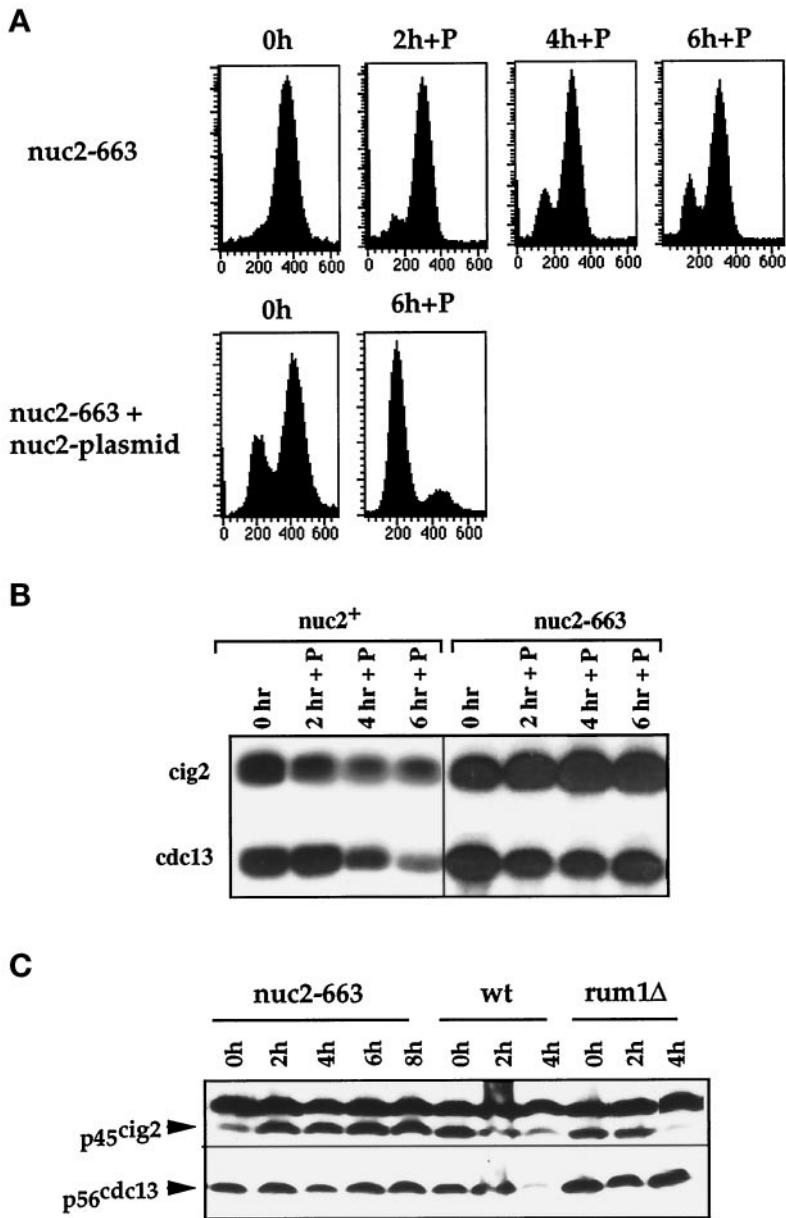 A
0h 2h+P 4h+P 6h+P
nuc2-663
0 200 400 600 0 200 400 600 0 200 400 600 200 400 600
0h 6h+P
nuc2-663 +
nuc2-plasmid
0 200 400 600 200 400 600
B
nuc2+ nuc2-663
0 hr 2 hr + P 4 hr + P 6 hr + P 0 hr 2 hr + P 4 hr + P 6 hr + P
cig2
cdc13
C
nuc2-663 wt rum1Δ
0h 2h 4h 6h 8h 0h 2h 4h 0h 2h 4h
p45cig2
p56cdc13